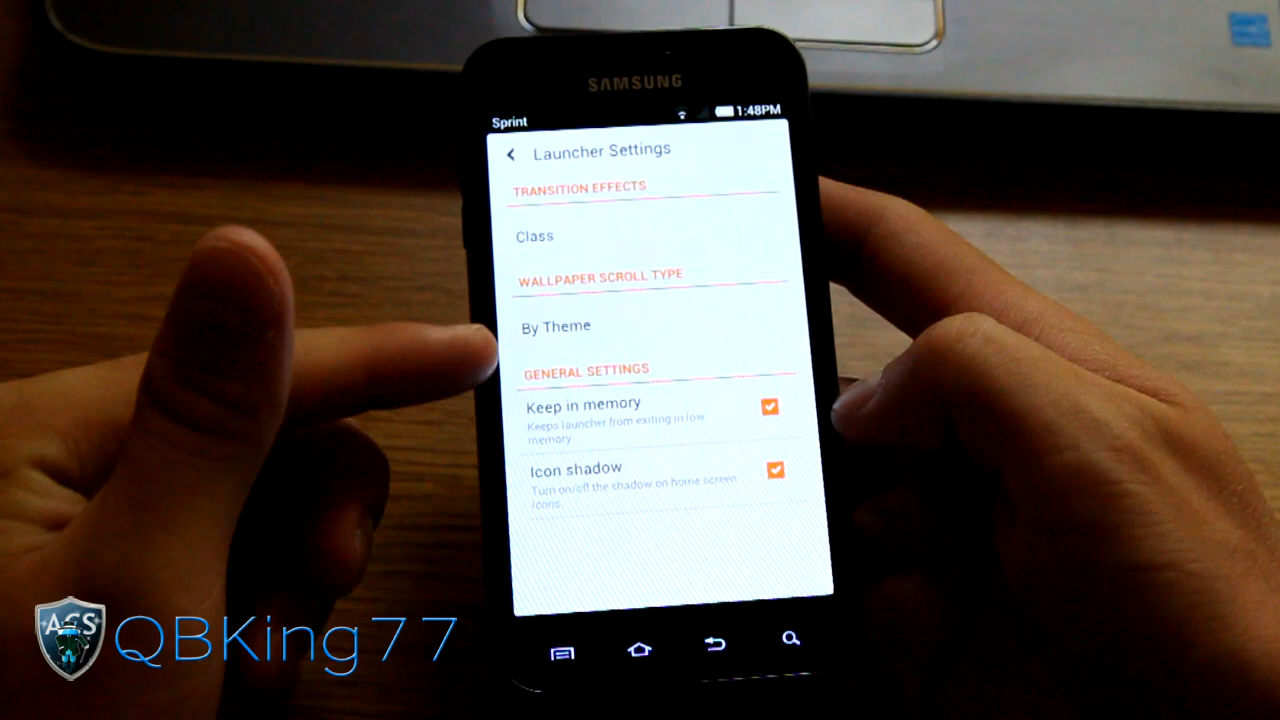 SAMSUNG
Sprint 1:48PM
Launcher Settings
TRANSITION EFFECTS
Class
WALLPAPER SCROLL TYPE
By Theme
GENERAL SETTINGS
Keep in memory
Keeps launcher from exiting in low
memory
Icon shadow
Turn on/off the shadow on home screen
icons
ACS
QBKing77